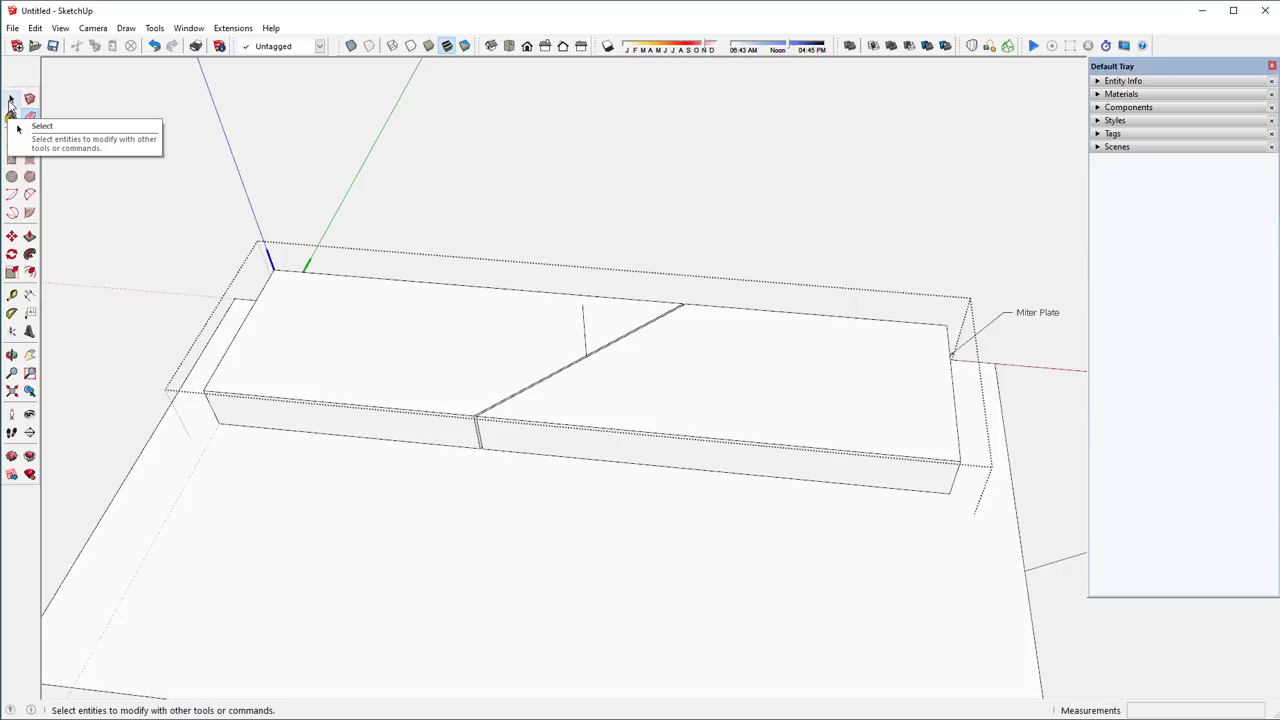 Untitled - SketchUp
File Edit View Camera Draw Tools Window Extensions Help
Untagged
J F M A M J J A S O N D
06:43 AM Noon 04:45 PM
Default Tray
Entity Info
Materials
Components
Styles
Tags
Scenes
Select
Select entities to modify with other
tools or commands.
Miter Plate
Select entities to modify with other tools or commands.
Measurements